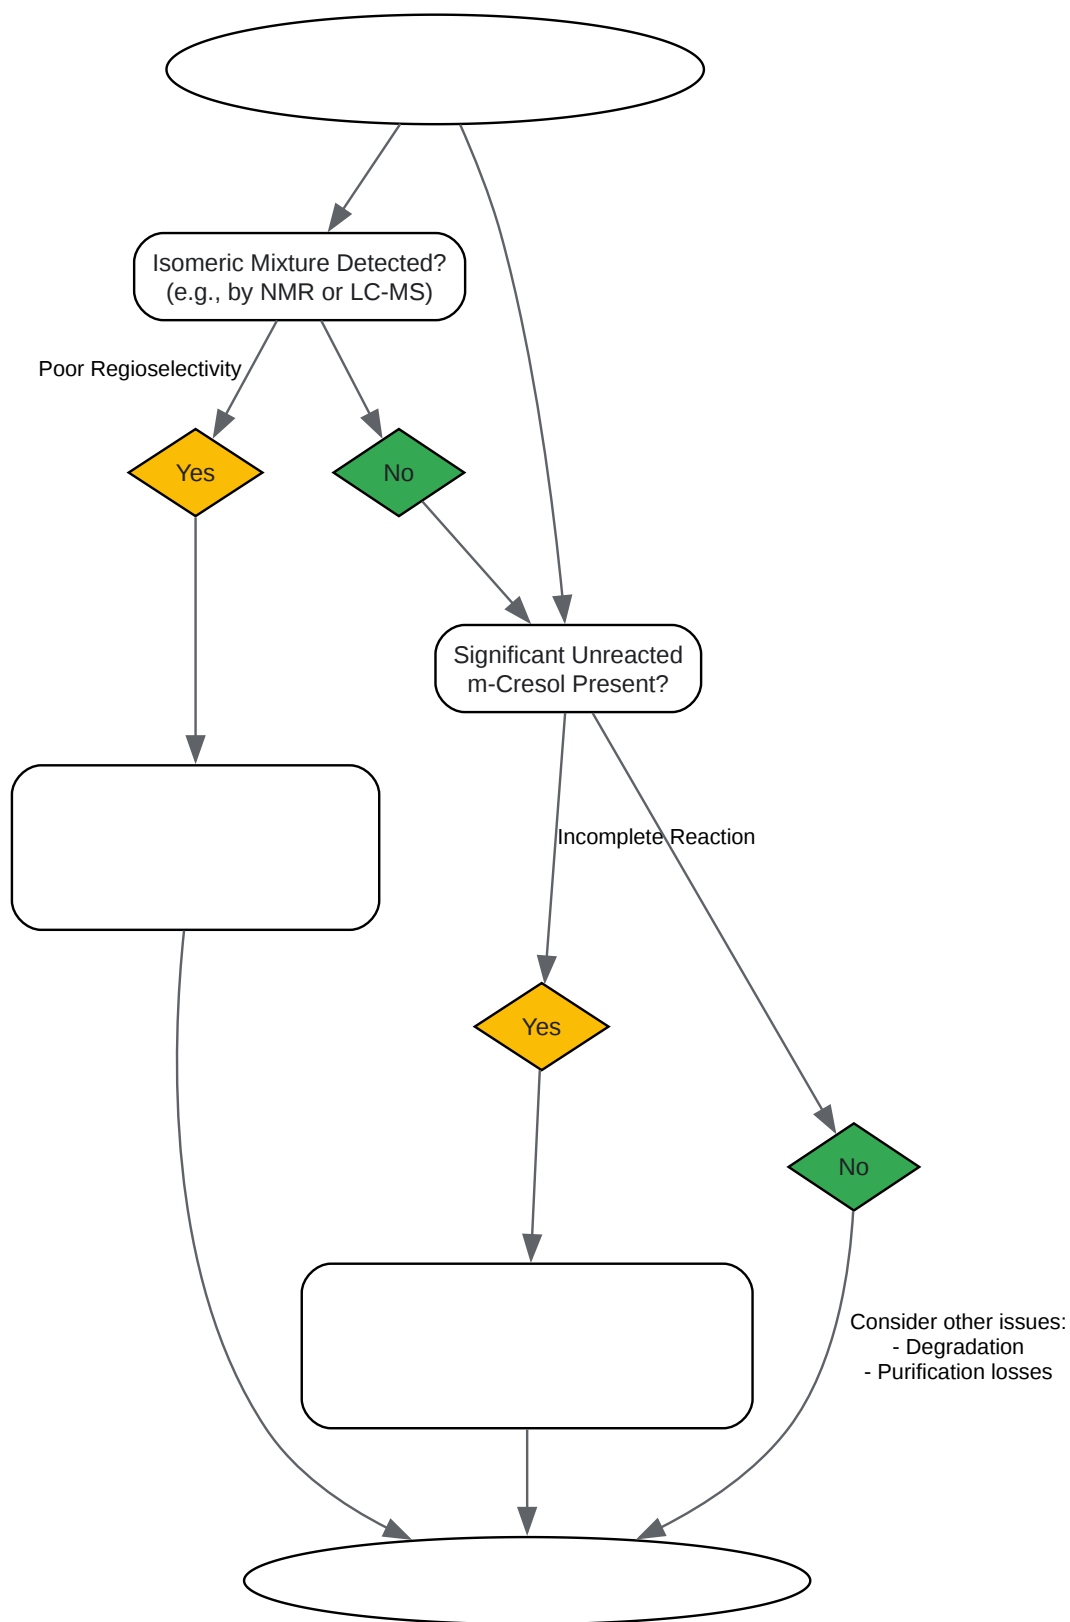 Isomeric Mixture Detected?
(e.g., by NMR or LC-MS)
Poor Regioselectivity
Yes
No
Significant Unreacted
m-Cresol Present?
Incomplete Reaction
Yes
No
Consider other issues:
- Degradation
- Purification losses